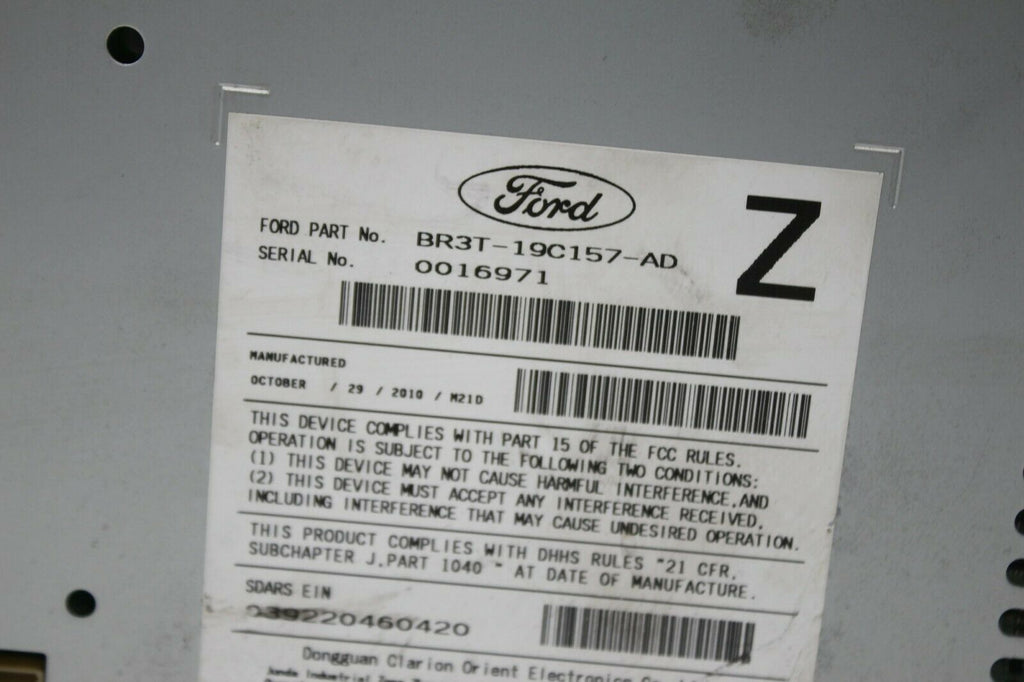 Ford
Z
FORD PART No. BR3T-19C157-AD
SERIAL No. 0016971
MANUFACTURED
OCTOBER / 29 / 2010 / M21D
THIS DEVICE COMPLIES WITH PART 15 OF THE FCC RULES.
OPERATION IS SUBJECT TO THE FOLLOWING TWO CONDITIONS:
(1) THIS DEVICE MAY NOT CAUSE HARMFUL INTERFERENCE,AND
(2) THIS DEVICE MUST ACCEPT ANY INTERFERENCE RECEIVED,
INCLUDING INTERFERENCE THAT MAY CAUSE UNDESIRED OPERATION.
THIS PRODUCT COMPLIES WITH DHHS RULES "21 CFR,
SUBCHAPTER J,PART 1040 " AT DATE OF MANUFACTURE.
SDARS EIN
039220460420
Dongguan Clarion Orient Electronics
Industrial